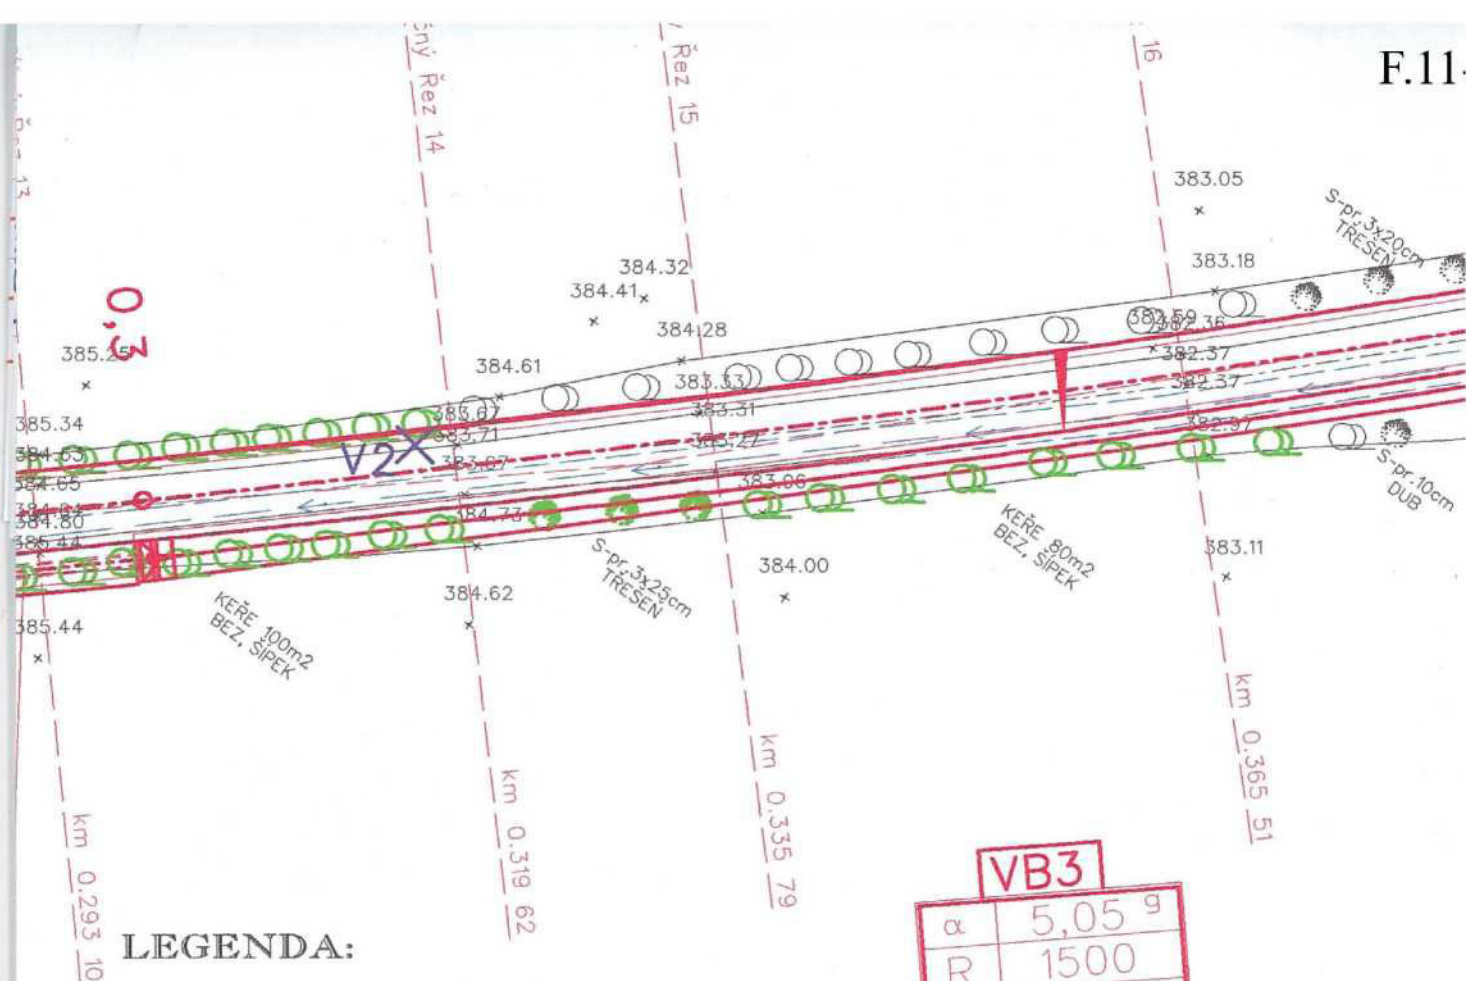 F.11
Řez 14
Řez 15
16
Řez 13
0,3
383.05
S-pr.3x20cm
TŘEŠEŇ
384.32
383.18
384.41
384.28
382.59
382.36
385.25
384.61
382.37
383.33
382.37
385.34
383.67
383.31
382.97
384.63
V2
383.71
383.27
384.65
383.67
383.06
S-pr.10cm
DUB
384.80
384.73
385.44
KEŘE 80m2
BEZ, ŠÍPEK
383.11
S-pr.3x25cm
TŘEŠEŇ
384.00
384.62
KEŘE 100m2
BEZ, ŠÍPEK
385.44
km 0.365 51
km 0.335 79
km 0.319 62
km 0.293 10
VB3
α 5,05 g
R 1500
LEGENDA: